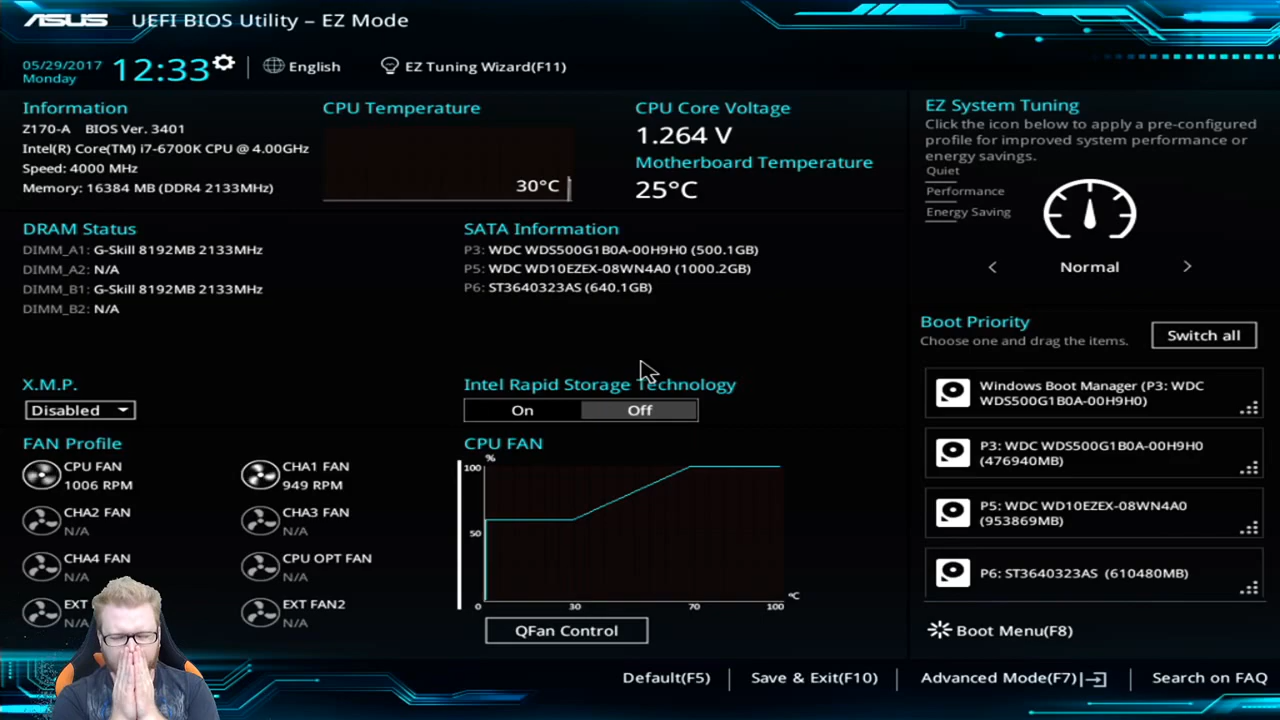 ASUS UEFI BIOS Utility – EZ Mode
05/29/2017
Monday
12:33
English
EZ Tuning Wizard(F11)
Information
Z170-A BIOS Ver. 3401
Intel(R) Core(TM) i7-6700K CPU @ 4.00GHz
Speed: 4000 MHz
Memory: 16384 MB (DDR4 2133MHz)
CPU Temperature
30°C
CPU Core Voltage
1.264 V
Motherboard Temperature
25°C
EZ System Tuning
Click the icon below to apply a pre-configured
profile for improved system performance or
energy savings.
Quiet
Performance
Energy Saving
Normal
DRAM Status
DIMM_A1: G-Skill 8192MB 2133MHz
DIMM_A2: N/A
DIMM_B1: G-Skill 8192MB 2133MHz
DIMM_B2: N/A
SATA Information
P3: WDC WDS500G1B0A-00H9H0 (500.1GB)
P5: WDC WD10EZEX-08WN4A0 (1000.2GB)
P6: ST3640323AS (640.1GB)
X.M.P.
Disabled
Intel Rapid Storage Technology
On Off
FAN Profile
CPU FAN
1006 RPM
CHA1 FAN
949 RPM
CHA2 FAN
N/A
CHA3 FAN
N/A
CHA4 FAN
N/A
CPU OPT FAN
N/A
EXT
N/A
EXT FAN2
N/A
CPU FAN
%
100
50
0 30 70 100
°C
QFan Control
Boot Priority
Choose one and drag the items.
Switch all
Windows Boot Manager (P3: WDC
WDS500G1B0A-00H9H0)
P3: WDC WDS500G1B0A-00H9H0
(476940MB)
P5: WDC WD10EZEX-08WN4A0
(953869MB)
P6: ST3640323AS (610480MB)
Boot Menu(F8)
Default(F5)
Save & Exit(F10)
Advanced Mode(F7)
Search on FAQ